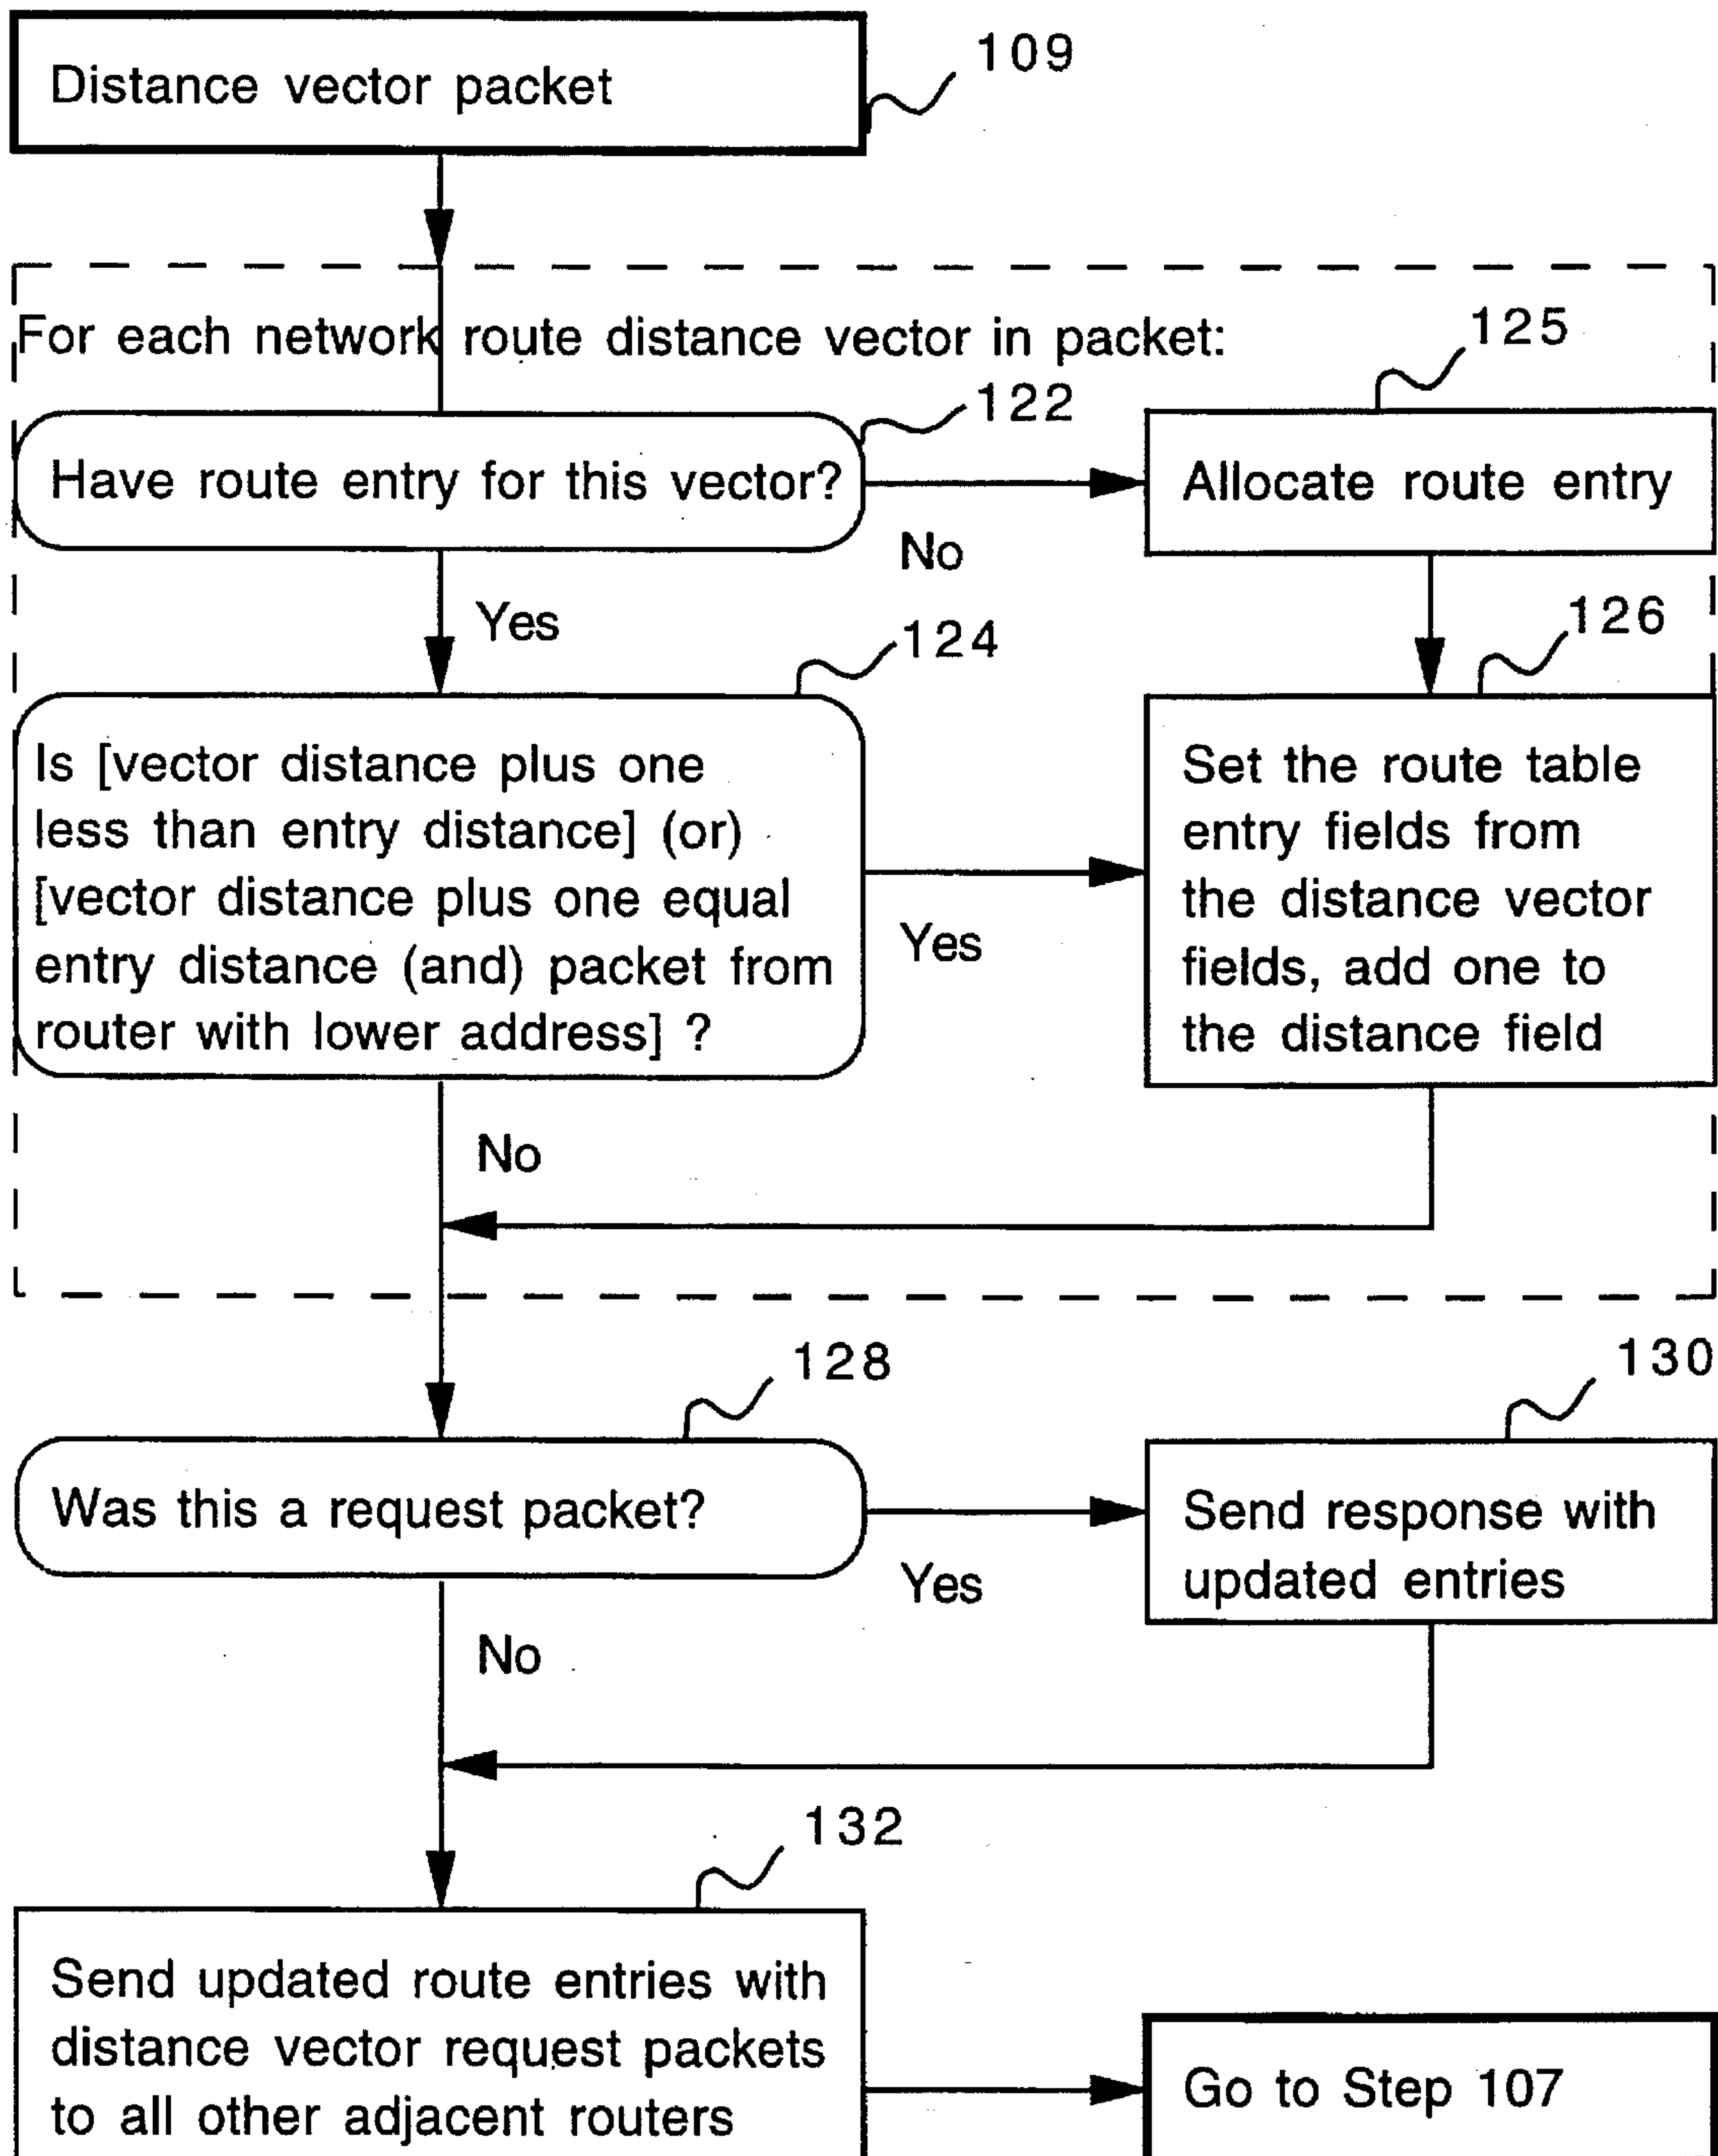 Distance vector packet
109
For each network route distance vector in packet:
125
122
Have route entry for this vector?
Allocate route entry
No
Yes
124
126
Is [vector distance plus one
less than entry distance] (or)
[vector distance plus one equal
entry distance (and) packet from
router with lower address] ?
Yes
Set the route table
entry fields from
the distance vector
fields, add one to
the distance field
No
128
130
Was this a request packet?
Yes
Send response with
updated entries
No
132
Send updated route entries with
distance vector request packets
to all other adjacent routers
Go to Step 107